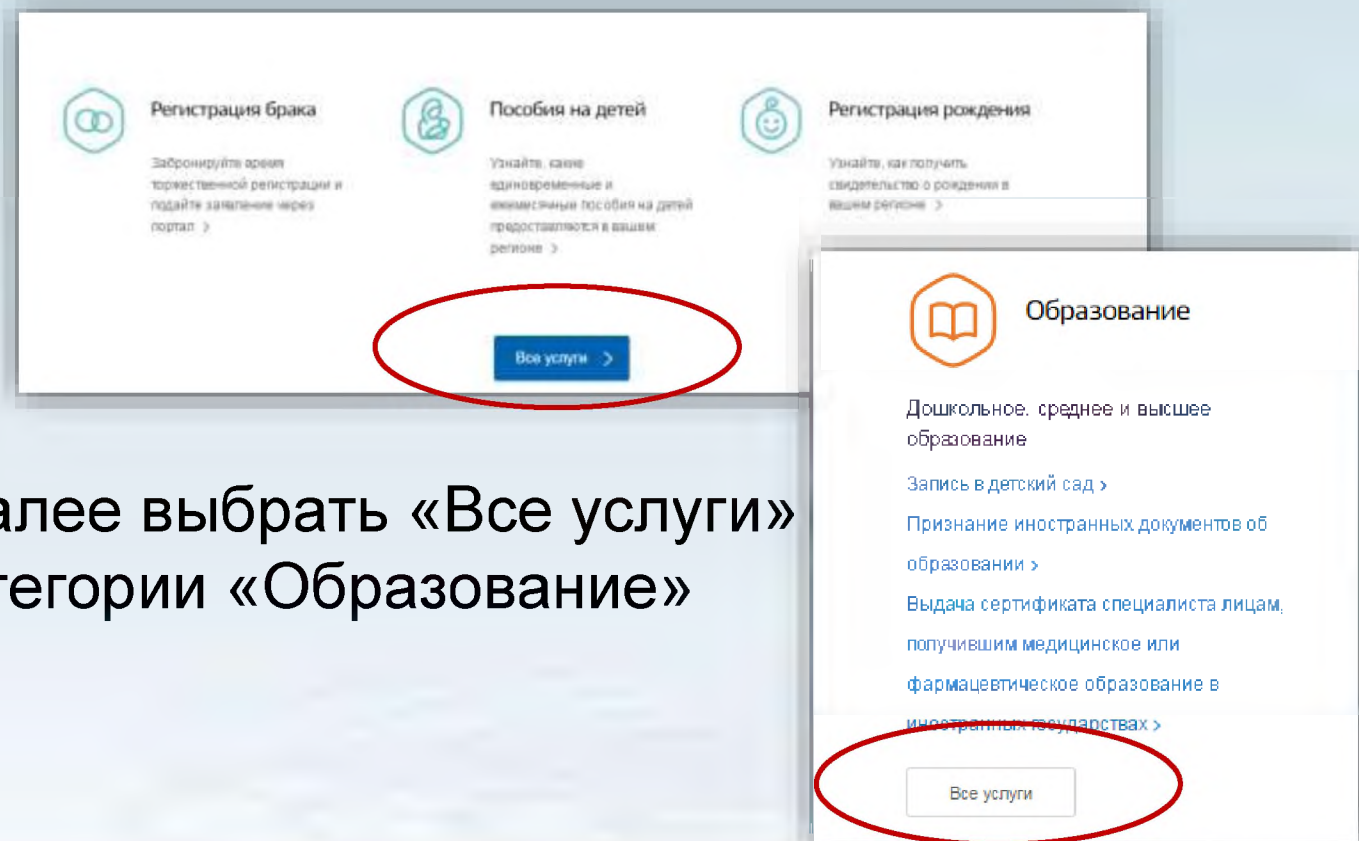 Регистрация брака
Забронируйте время
торжественной регистрации и
подайте заявление через
портал >
Пособия на детей
Узнайте, какие
единовременные и
ежемесячные пособия на детей
предоставляются в вашем
регионе >
Регистрация рождения
Узнайте, как получить
свидетельство о рождении в
вашем регионе >
Все услуги >
алее выбрать «Все услуги»
тегории «Образование»
Образование
Дошкольное, среднее и высшее
образование
Запись в детский сад >
Признание иностранных документов об
образовании >
Выдача сертификата специалиста лицам,
получившим медицинское или
фармацевтическое образование в
иностранных государствах >
Все услуги